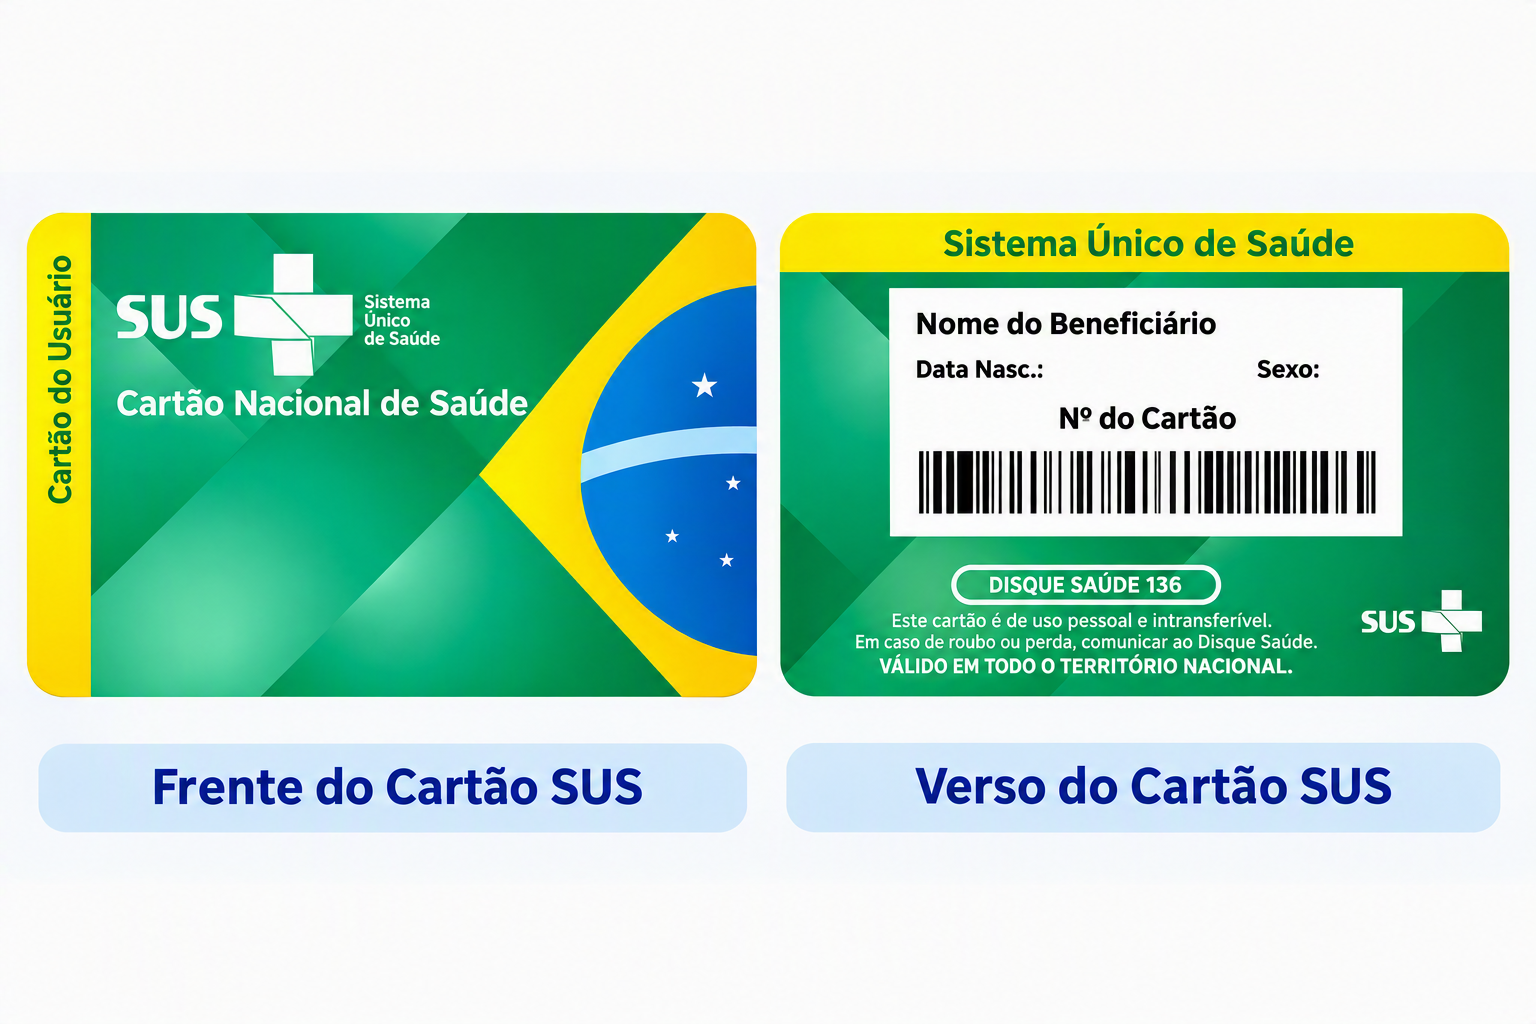 Cartão do Usuário
SUS
Sistema
Único
de Saúde
Cartão Nacional de Saúde
Sistema Único de Saúde
Nome do Beneficiário
Data Nasc.: Sexo:
Nº do Cartão
DISQUE SAÚDE 136
Este cartão é de uso pessoal e intransferível.
Em caso de roubo ou perda, comunicar ao Disque Saúde.
VÁLIDO EM TODO O TERRITÓRIO NACIONAL.
SUS
Frente do Cartão SUS
Verso do Cartão SUS